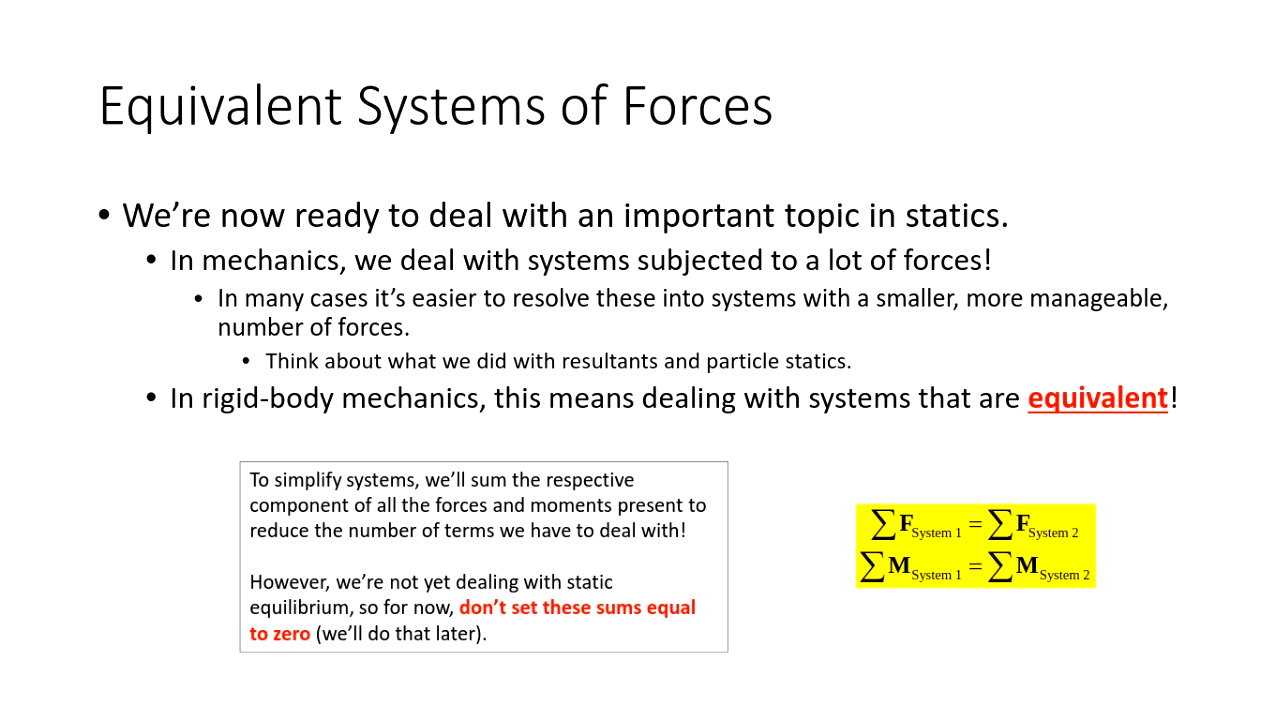 Equivalent Systems of Forces
• We’re now ready to deal with an important topic in statics.
• In mechanics, we deal with systems subjected to a lot of forces!
• In many cases it’s easier to resolve these into systems with a smaller, more manageable,
number of forces.
• Think about what we did with resultants and particle statics.
• In rigid-body mechanics, this means dealing with systems that are equivalent!
To simplify systems, we’ll sum the respective
component of all the forces and moments present to
reduce the number of terms we have to deal with!
However, we’re not yet dealing with static
equilibrium, so for now, don’t set these sums equal
to zero (we’ll do that later).
∑F System 1 = ∑F System 2
∑M System 1 = ∑M System 2